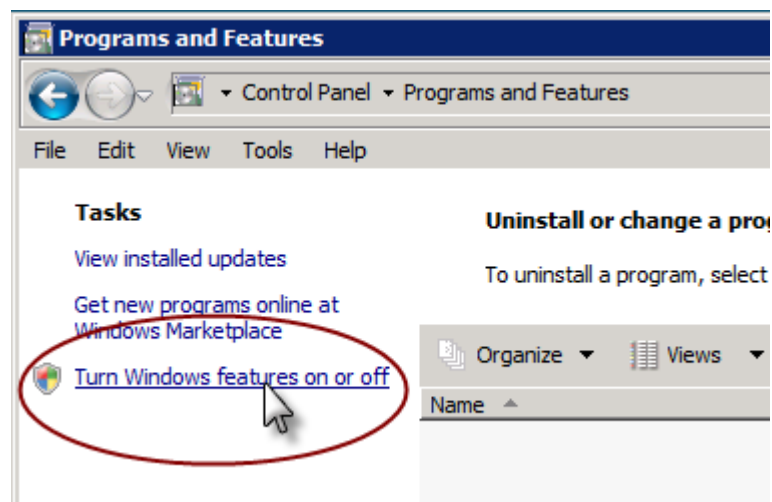 Programs and Features
Control Panel Programs and Features
File Edit View Tools Help
Tasks
View installed updates
Get new programs online at
Windows Marketplace
Turn Windows features on or off
Uninstall or change a
To uninstall a program, select
Organize Views
Name